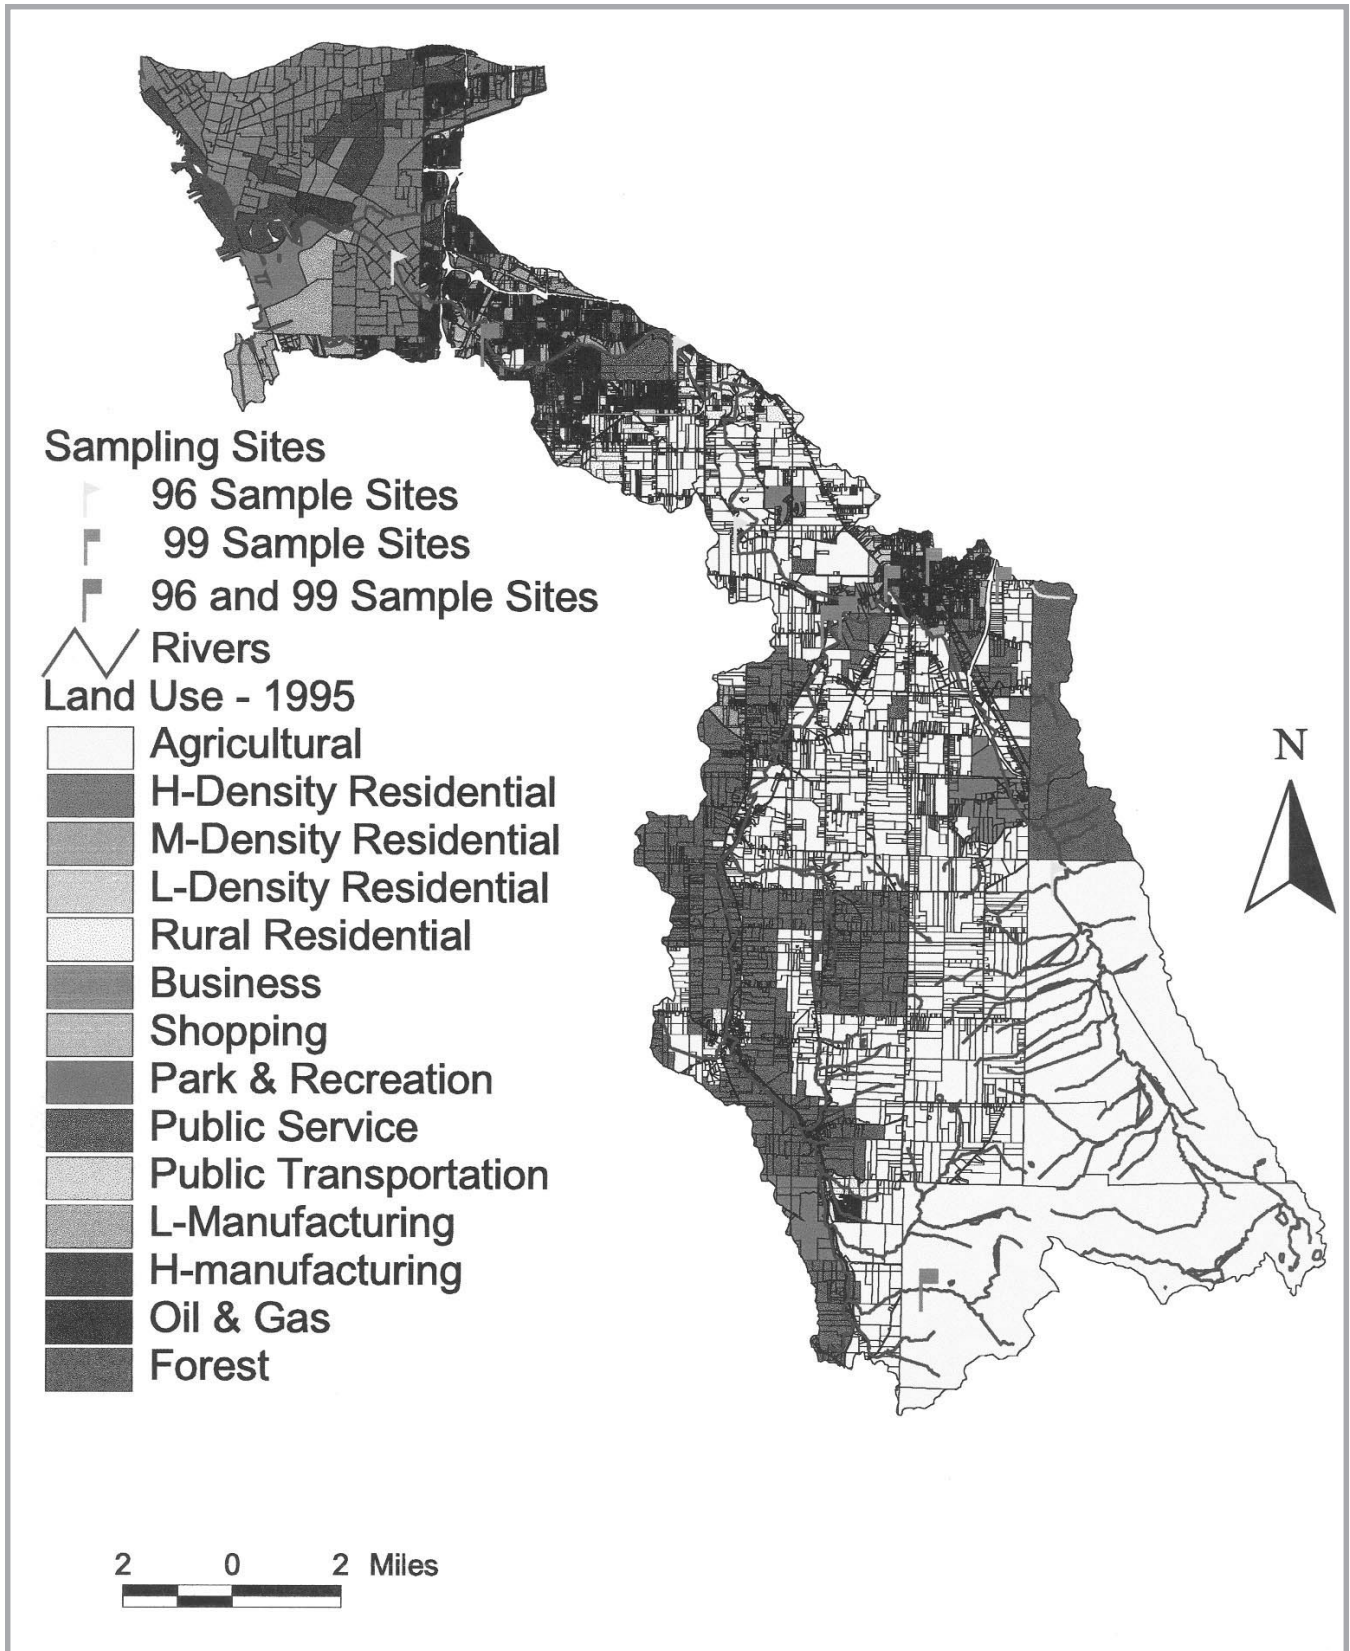 Sampling Sites
96 Sample Sites
99 Sample Sites
96 and 99 Sample Sites
Rivers
Land Use - 1995
Agricultural
H-Density Residential
M-Density Residential
L-Density Residential
Rural Residential
Business
Shopping
Park & Recreation
Public Service
Public Transportation
L-Manufacturing
H-manufacturing
Oil & Gas
Forest
N
2 0 2 Miles